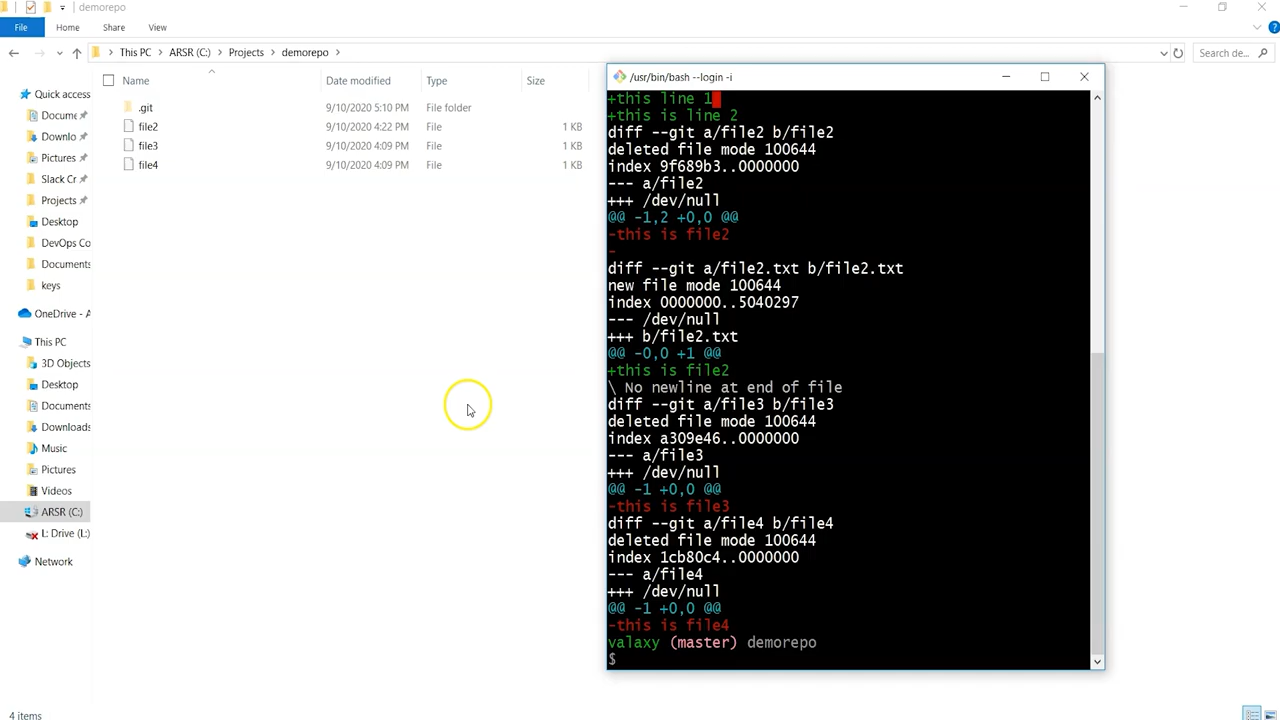 demorepo
File Home Share View
This PC ARSR (C:) Projects demorepo
Search de...
Name Date modified Type Size
.git 9/10/2020 5:10 PM File folder
file2 9/10/2020 4:22 PM File 1 KB
file3 9/10/2020 4:09 PM File 1 KB
file4 9/10/2020 4:09 PM File 1 KB
Quick access
Docume
Downlo
Pictures
Slack Cr
Projects
Desktop
DevOps Co
Documents
keys
OneDrive - A
This PC
3D Objects
Desktop
Documents
Downloads
Music
Pictures
Videos
ARSR (C:)
L: Drive (L:)
Network
4 items
/usr/bin/bash --login -i
+this line 1
+this is line 2
diff --git a/file2 b/file2
deleted file mode 100644
index 9f689b3..0000000
--- a/file2
+++ /dev/null
@@ -1,2 +0,0 @@
-this is file2
-
diff --git a/file2.txt b/file2.txt
new file mode 100644
index 0000000..5040297
--- /dev/null
+++ b/file2.txt
@@ -0,0 +1 @@
+this is file2
\ No newline at end of file
diff --git a/file3 b/file3
deleted file mode 100644
index a309e46..0000000
--- a/file3
+++ /dev/null
@@ -1 +0,0 @@
-this is file3
diff --git a/file4 b/file4
deleted file mode 100644
index 1cb80c4..0000000
--- a/file4
+++ /dev/null
@@ -1 +0,0 @@
-this is file4
valaxy (master) demorepo
$